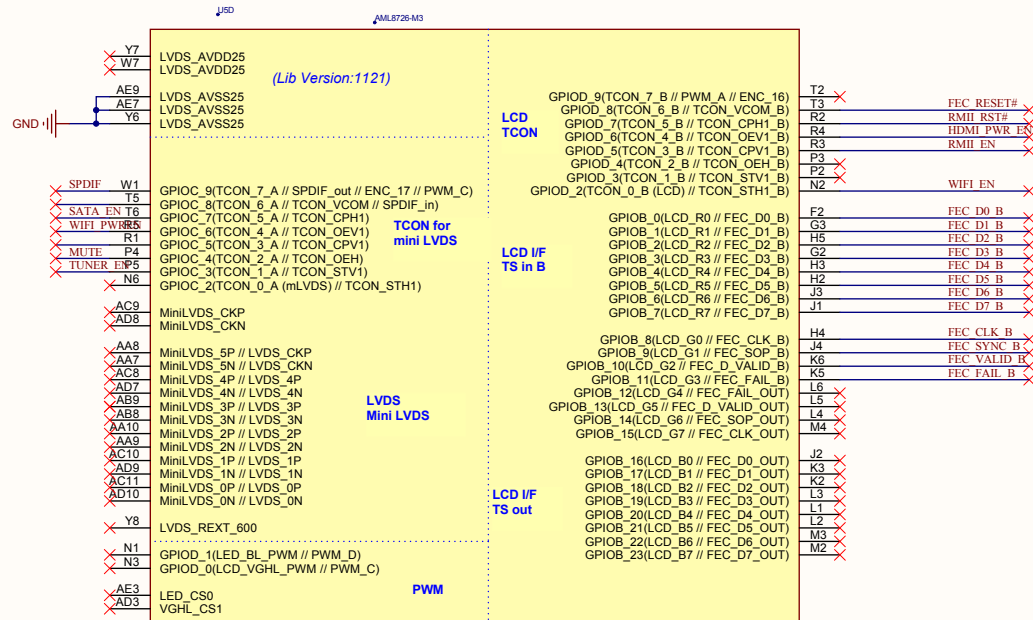 U5D
AML8726-M3
(Lib Version:1121)
Y7 LVDS_AVDD25
W7 LVDS_AVDD25
AE9 LVDS_AVSS25
AE7 LVDS_AVSS25
Y6 LVDS_AVSS25
GND
SPDIF W1 GPIOC_9(TCON_7_A // SPDIF_out // ENC_17 // PWM_C)
T5 GPIOC_8(TCON_6_A // TCON_VCOM // SPDIF_in)
SATA_EN T6 GPIOC_7(TCON_5_A // TCON_CPH1)
R5 GPIOC_6(TCON_4_A // TCON_OEV1)
R1 GPIOC_5(TCON_3_A // TCON_CPV1)
MUTE P4 GPIOC_4(TCON_2_A // TCON_OEH)
TUNER_EN P5 GPIOC_3(TCON_1_A // TCON_STV1)
N6 GPIOC_2(TCON_0_A (mLVDS) // TCON_STH1)
TCON for
mini LVDS
AC9 MiniLVDS_CKP
AD8 MiniLVDS_CKN
AA8 MiniLVDS_5P // LVDS_CKP
AA7 MiniLVDS_5N // LVDS_CKN
AC8 MiniLVDS_4P // LVDS_4P
AD7 MiniLVDS_4N // LVDS_4N
AB9 MiniLVDS_3P // LVDS_3P
AB8 MiniLVDS_3N // LVDS_3N
AA10 MiniLVDS_2P // LVDS_2P
AA9 MiniLVDS_2N // LVDS_2N
AC10 MiniLVDS_1P // LVDS_1P
AD9 MiniLVDS_1N // LVDS_1N
AC11 MiniLVDS_0P // LVDS_0P
AD10 MiniLVDS_0N // LVDS_0N
LVDS
Mini LVDS
Y8 LVDS_REXT_600
N1 GPIOD_1(LED_BL_PWM // PWM_D)
N3 GPIOD_0(LCD_VGHL_PWM // PWM_C)
AE3 LED_CS0
AD3 VGHL_CS1
PWM
LCD
TCON
GPIOD_9(TCON_7_B // PWM_A // ENC_16) T2
GPIOD_8(TCON_6_B // TCON_VCOM_B) T3 FEC_RESET#
GPIOD_7(TCON_5_B // TCON_CPH1_B) R2 RMII_RST#
GPIOD_6(TCON_4_B // TCON_OEV1_B) R4 HDMI_PWR_EN
GPIOD_5(TCON_3_B // TCON_CPV1_B) R3 RMII_EN
GPIOD_4(TCON_2_B // TCON_OEH_B) P3
GPIOD_3(TCON_1_B // TCON_STV1_B) P2
GPIOD_2(TCON_0_B (LCD) // TCON_STH1_B) N2 WIFI_EN
LCD I/F
TS in B
GPIOB_0(LCD_R0 // FEC_D0_B) F2 FEC_D0_B
GPIOB_1(LCD_R1 // FEC_D1_B) G3 FEC_D1_B
GPIOB_2(LCD_R2 // FEC_D2_B) H5 FEC_D2_B
GPIOB_3(LCD_R3 // FEC_D3_B) G2 FEC_D3_B
GPIOB_4(LCD_R4 // FEC_D4_B) H3 FEC_D4_B
GPIOB_5(LCD_R5 // FEC_D5_B) H2 FEC_D5_B
GPIOB_6(LCD_R6 // FEC_D6_B) J3 FEC_D6_B
GPIOB_7(LCD_R7 // FEC_D7_B) J1 FEC_D7_B
GPIOB_8(LCD_G0 // FEC_CLK_B) H4 FEC_CLK_B
GPIOB_9(LCD_G1 // FEC_SOP_B) J4 FEC_SYNC_B
GPIOB_10(LCD_G2 // FEC_D_VALID_B) K6 FEC_VALID_B
GPIOB_11(LCD_G3 // FEC_FAIL_B) K5 FEC_FAIL_B
GPIOB_12(LCD_G4 // FEC_FAIL_OUT) L6
GPIOB_13(LCD_G5 // FEC_D_VALID_OUT) L5
GPIOB_14(LCD_G6 // FEC_SOP_OUT) L4
GPIOB_15(LCD_G7 // FEC_CLK_OUT) M4
LCD I/F
TS out
GPIOB_16(LCD_B0 // FEC_D0_OUT) J2
GPIOB_17(LCD_B1 // FEC_D1_OUT) K3
GPIOB_18(LCD_B2 // FEC_D2_OUT) K2
GPIOB_19(LCD_B3 // FEC_D3_OUT) L3
GPIOB_20(LCD_B4 // FEC_D4_OUT) L1
GPIOB_21(LCD_B5 // FEC_D5_OUT) L2
GPIOB_22(LCD_B6 // FEC_D6_OUT) M3
GPIOB_23(LCD_B7 // FEC_D7_OUT) M2